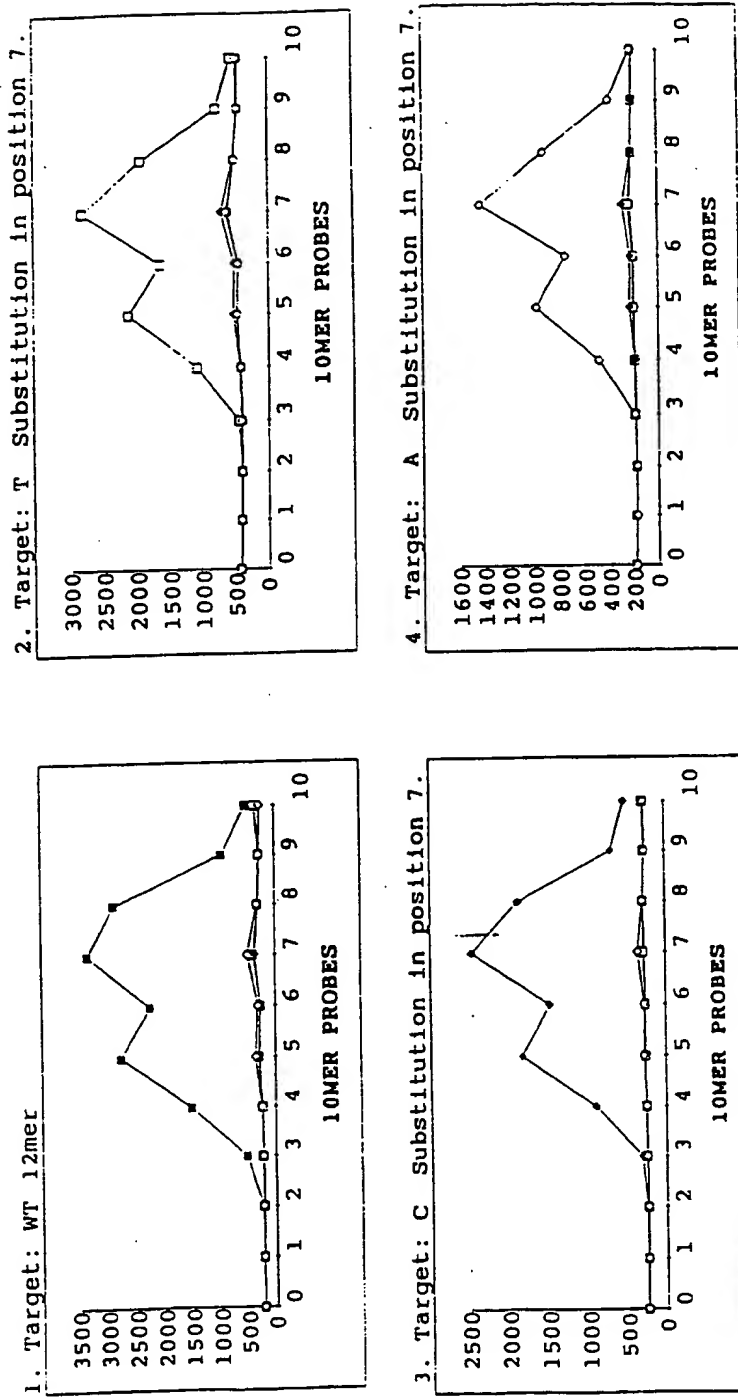 1. Target: WT 12mer
3500
3000
2500
2000
1500
1000
500
0
0 1 2 3 4 5 6 7 8 9 10
10MER PROBES
2. Target: T Substitution in position 7.
3000
2500
2000
1500
1000
500
0
0 1 2 3 4 5 6 7 8 9 10
10MER PROBES
3. Target: C Substitution in position 7.
2500
2000
1500
1000
500
0
0 1 2 3 4 5 6 7 8 9 10
10MER PROBES
4. Target: A Substitution in position 7.
1600
1400
1200
1000
800
600
400
200
0
0 1 2 3 4 5 6 7 8 9 10
10MER PROBES